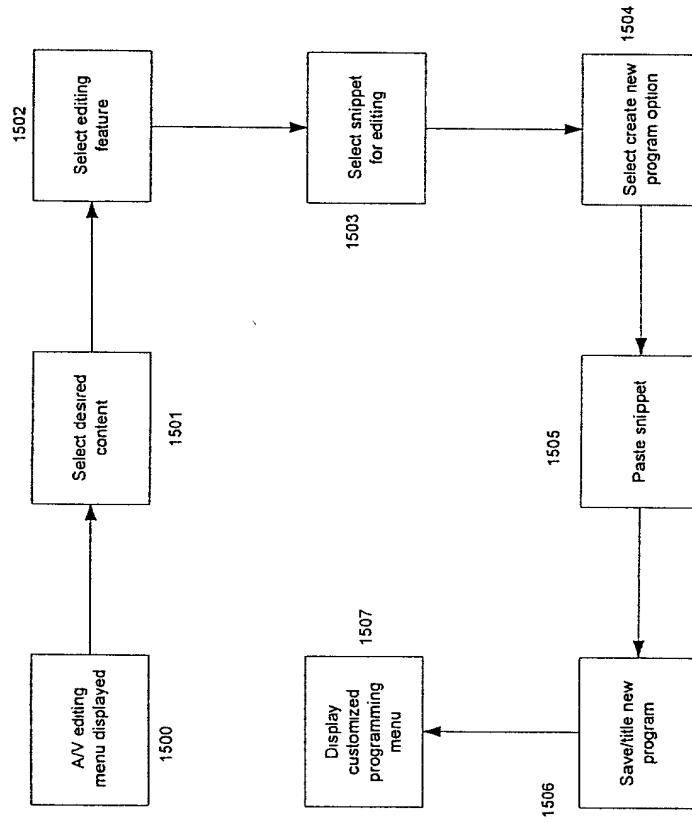 A/V editing
menu displayed
1500
Select desired
content
1501
1502
Select editing
feature
Select snippet
for editing
1503
1504
Select create new
program option
Paste snippet
1505
Save/title new
program
1506
1507
Display
customized
programming
menu